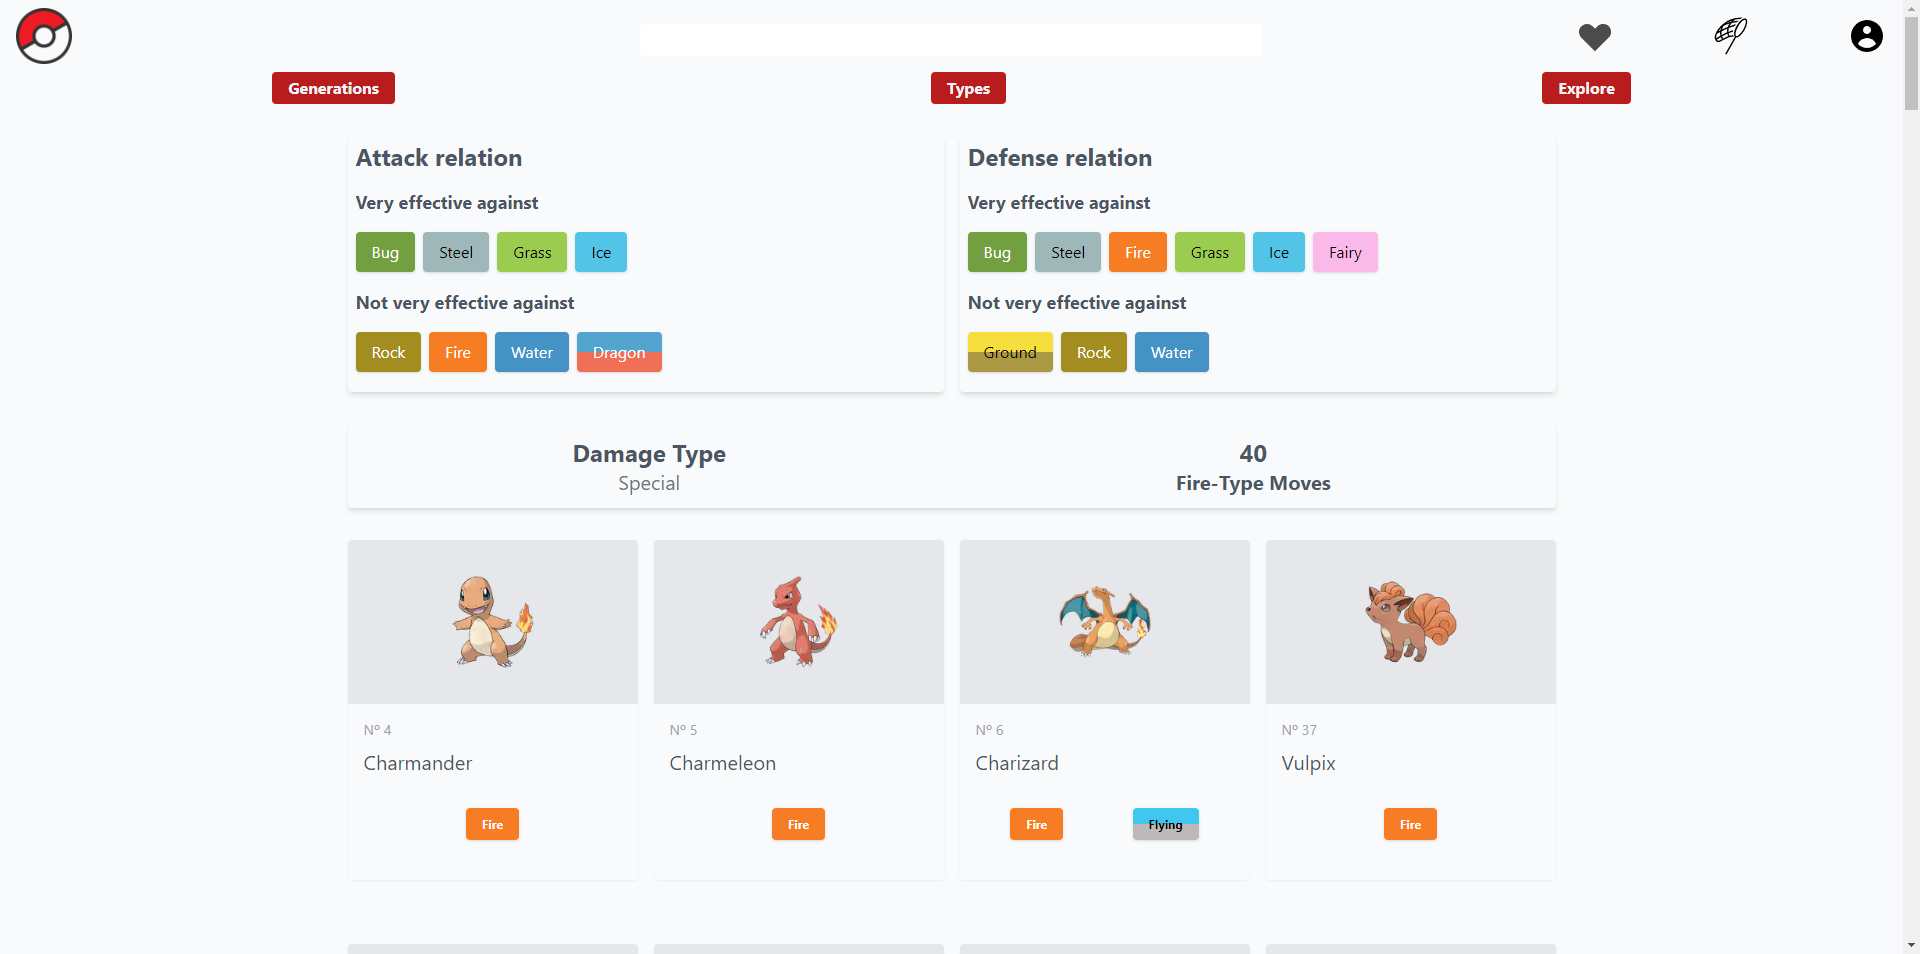 Generations Types Explore
Attack relation
Very effective against
Bug Steel Grass Ice
Not very effective against
Rock Fire Water Dragon
Defense relation
Very effective against
Bug Steel Fire Grass Ice Fairy
Not very effective against
Ground Rock Water
Damage Type
Special
40
Fire-Type Moves
Nº 4
Charmander
Fire
Nº 5
Charmeleon
Fire
Nº 6
Charizard
Fire Flying
Nº 37
Vulpix
Fire